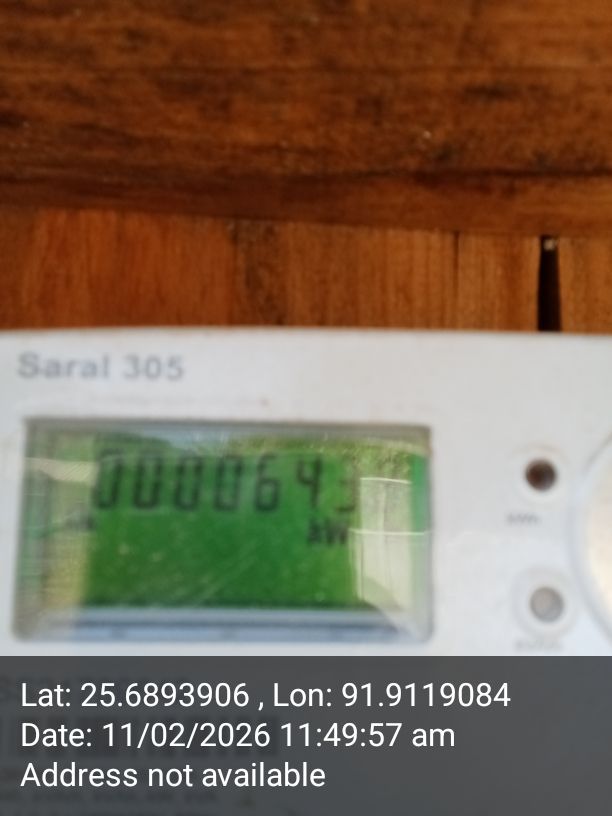 Saral 305
0000643
kW
Lat: 25.6893906 , Lon: 91.9119084
Date: 11/02/2026 11:49:57 am
Address not available